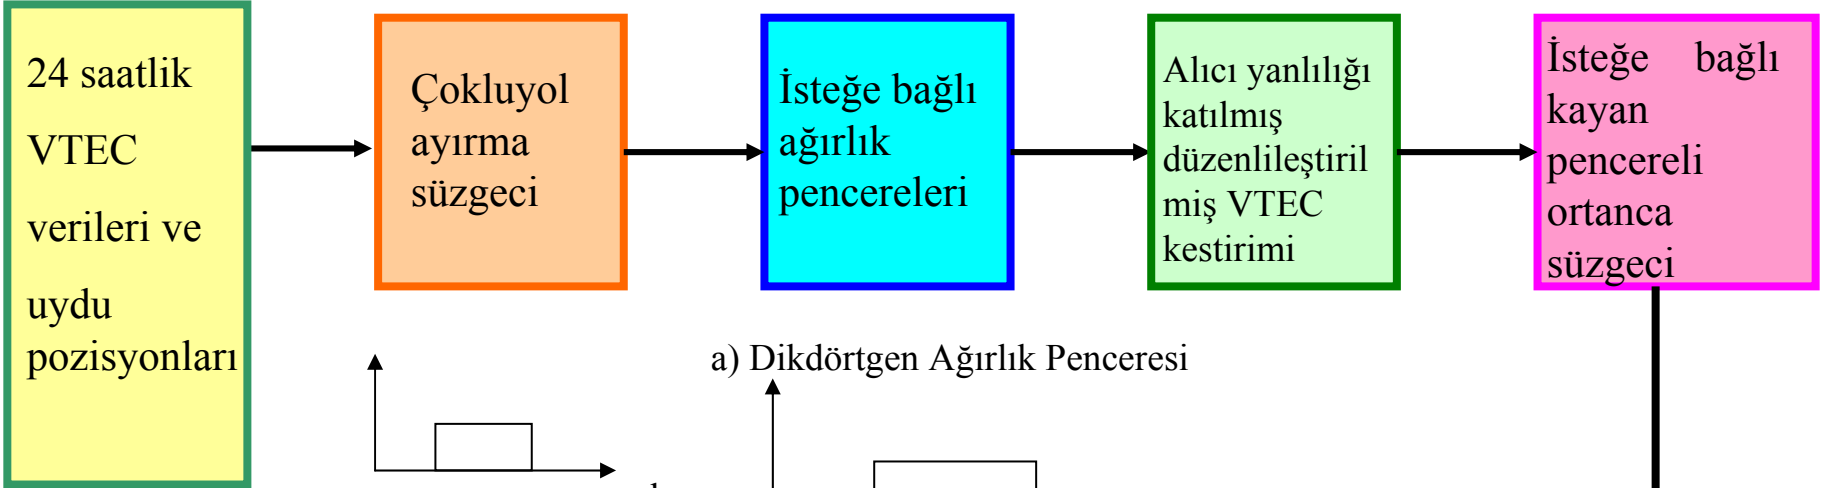 24 saatlik
VTEC
verileri ve
uydu
pozisyonları
Çokluyol
ayırma
süzgeci
İsteğe bağlı
ağırlık
pencereleri
Alıcı yanlılığı
katılmış
düzenlileştiril
miş VTEC
kestirimi
İsteğe bağlı
kayan
pencereli
ortanca
süzgeci
a) Dikdörtgen Ağırlık Penceresi